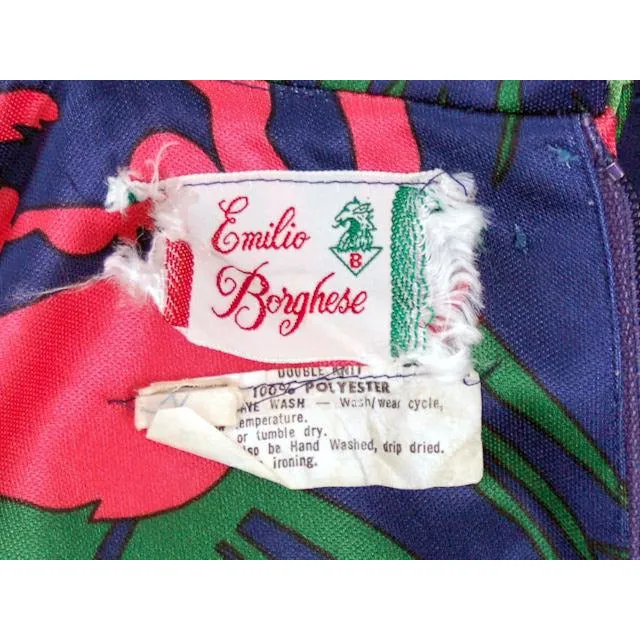 Emilio
B
Borghese
DOUBLE KNIT
100% POLYESTER
WASH — Wash/wear cycle,
temperature.
or tumble dry.
also be Hand Washed, drip dried.
ironing.